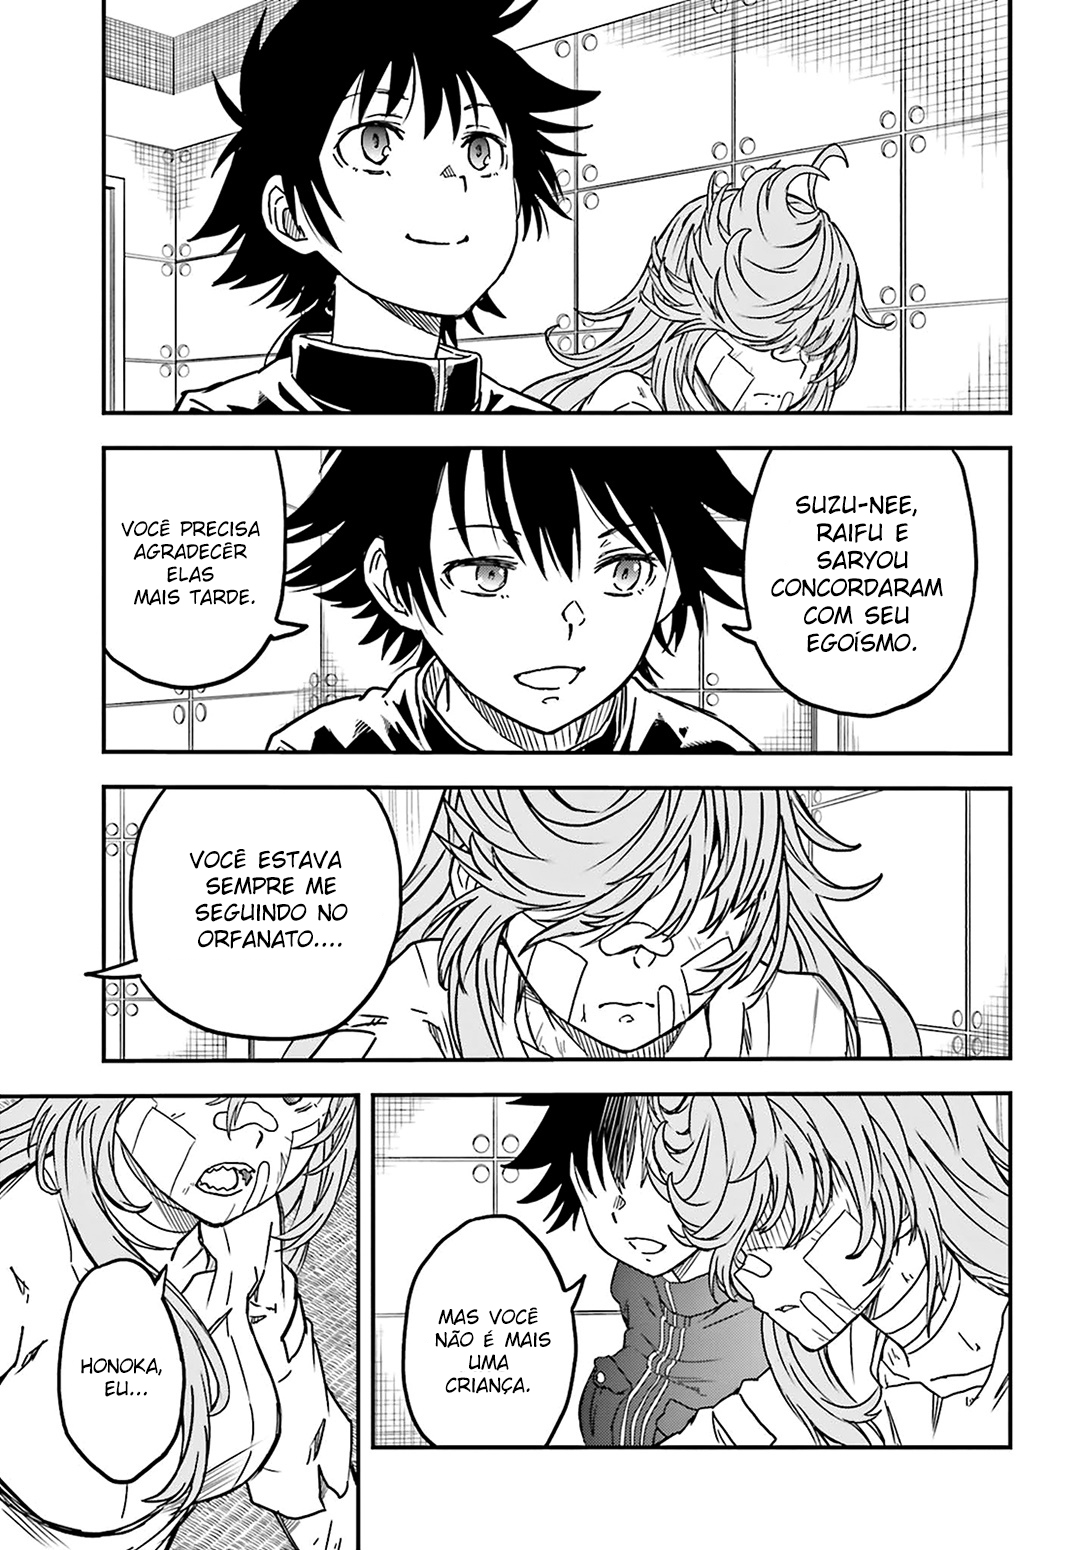 SUZU-NEE,
RAIFU E
SARYOU
CONCORDARAM
COM SEU
EGOÍSMO.
VOCÊ PRECISA
AGRADECÊR
ELAS
MAIS TARDE.
VOCÊ ESTAVA
SEMPRE ME
SEGUINDO NO
ORFANATO....
MAS VOCÊ
NÃO É MAIS
UMA
CRIANÇA.
HONOKA,
EU...